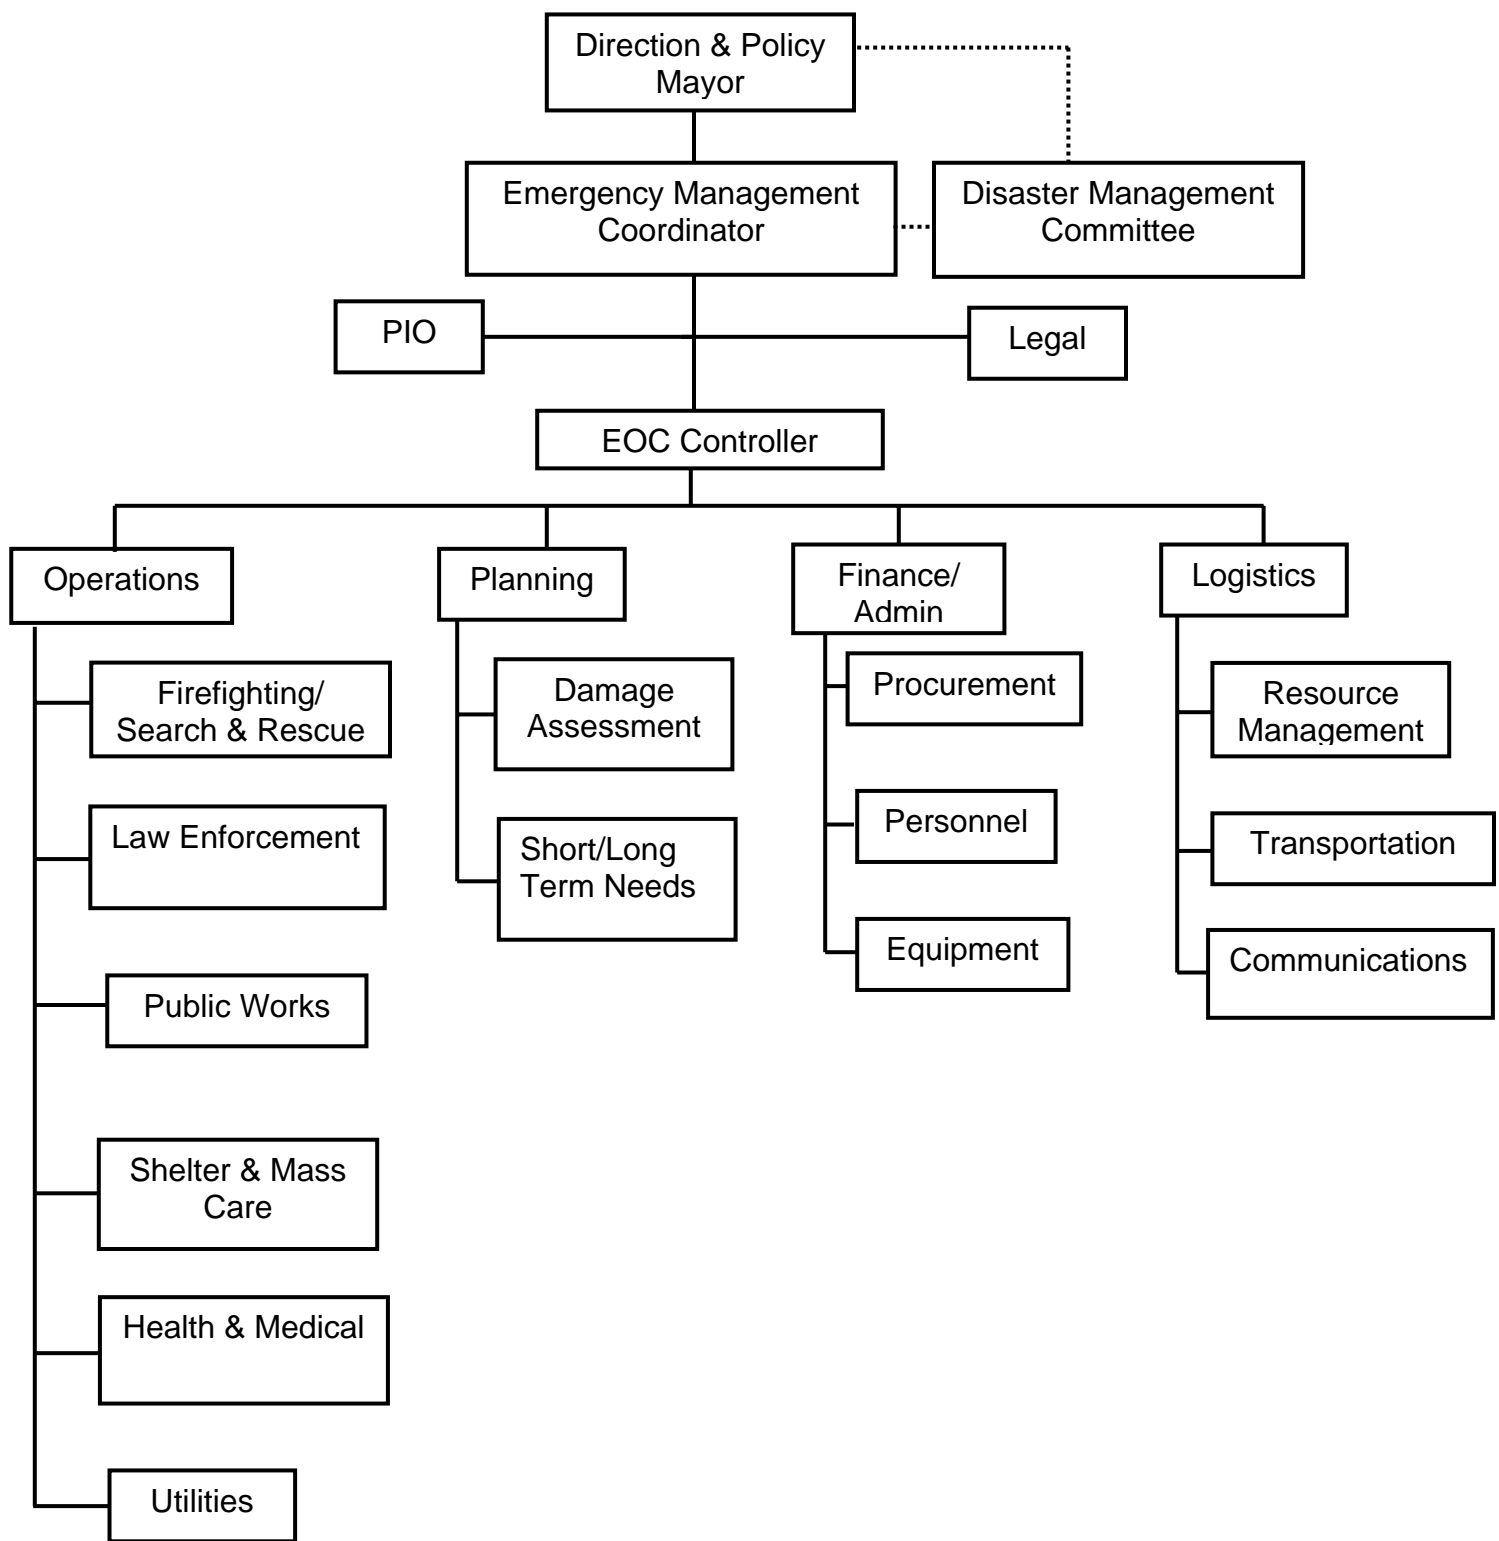 Direction & Policy
Mayor
Emergency Management
Coordinator
Disaster Management
Committee
PIO
Legal
EOC Controller
Operations
Planning
Finance/
Admin
Logistics
Firefighting/
Search & Rescue
Law Enforcement
Public Works
Shelter & Mass
Care
Health & Medical
Utilities
Damage
Assessment
Short/Long
Term Needs
Procurement
Personnel
Equipment
Resource
Management
Transportation
Communications